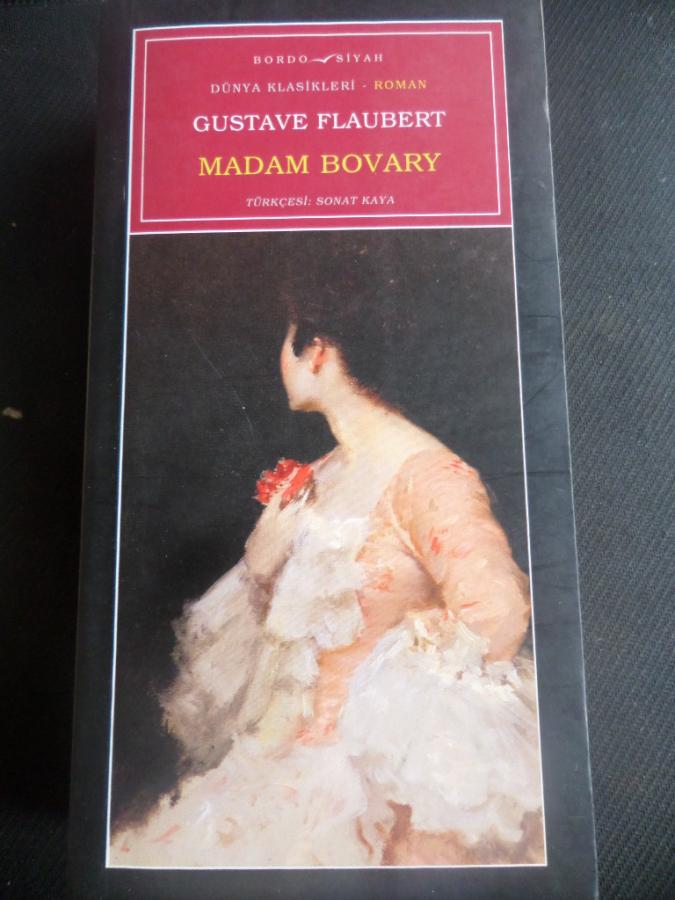 BORDO SİYAH
DÜNYA KLASİKLERİ - ROMAN
GUSTAVE FLAUBERT
MADAM BOVARY
TÜRKÇESİ: SONAT KAYA